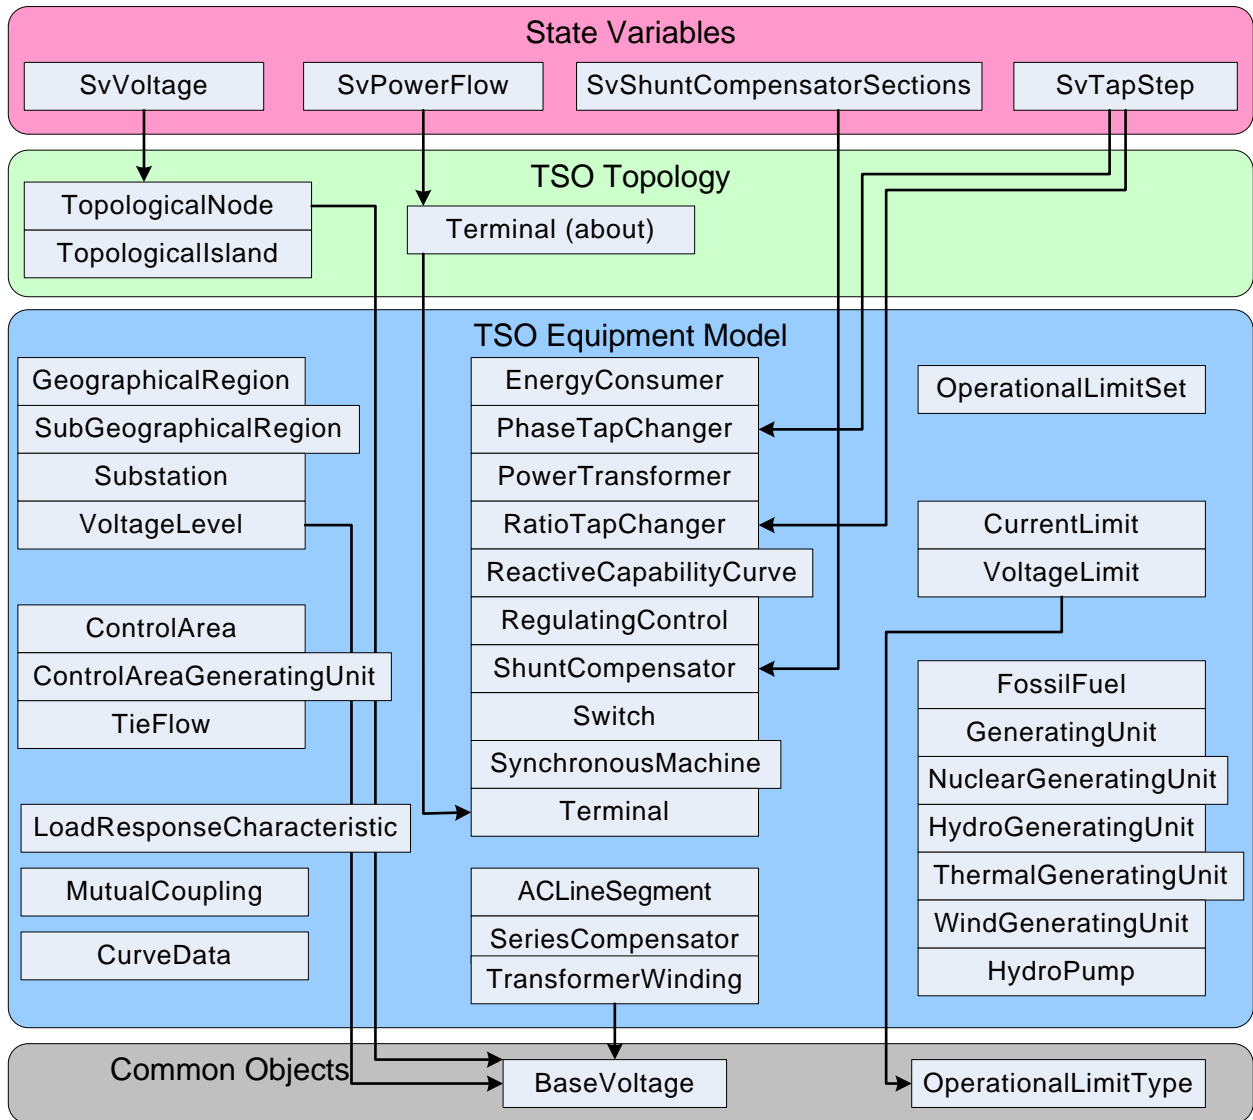 State Variables
SvVoltage
SvPowerFlow
SvShuntCompensatorSections
SvTapStep
TSO Topology
TopologicalNode
TopologicalIsland
Terminal (about)
TSO Equipment Model
GeographicalRegion
SubGeographicalRegion
Substation
VoltageLevel
ControlArea
ControlAreaGeneratingUnit
TieFlow
LoadResponseCharacteristic
MutualCoupling
CurveData
EnergyConsumer
PhaseTapChanger
PowerTransformer
RatioTapChanger
ReactiveCapabilityCurve
RegulatingControl
ShuntCompensator
Switch
SynchronousMachine
Terminal
ACLineSegment
SeriesCompensator
TransformerWinding
OperationalLimitSet
CurrentLimit
VoltageLimit
FossilFuel
GeneratingUnit
NuclearGeneratingUnit
HydroGeneratingUnit
ThermalGeneratingUnit
WindGeneratingUnit
HydroPump
Common Objects
BaseVoltage
OperationalLimitType